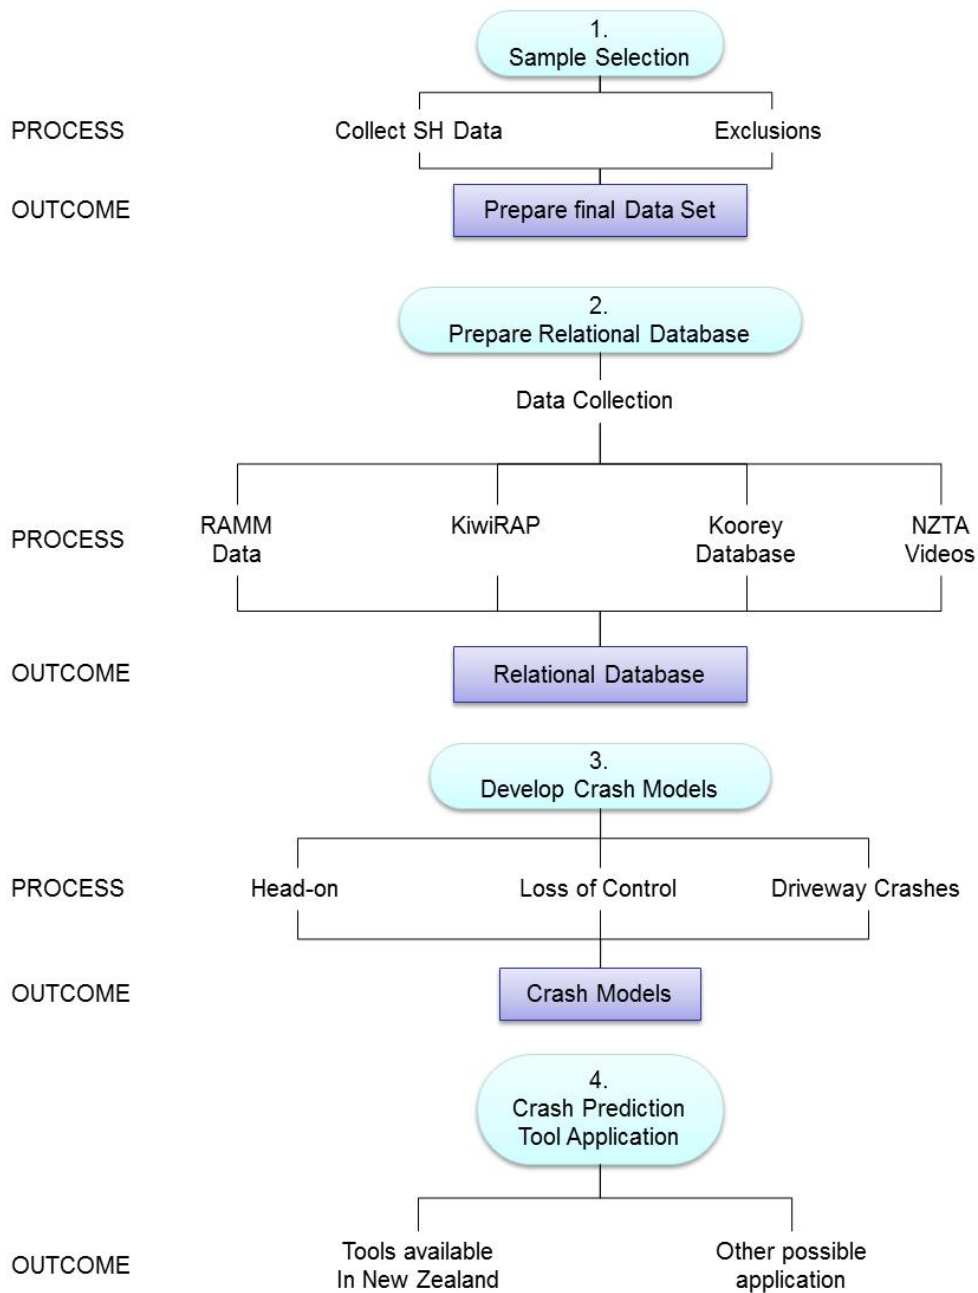 1.
Sample Selection
PROCESS
Collect SH Data
Exclusions
OUTCOME
Prepare final Data Set
2.
Prepare Relational Database
Data Collection
PROCESS
RAMM
Data
KiwiRAP
Koorey
Database
NZTA
Videos
OUTCOME
Relational Database
3.
Develop Crash Models
PROCESS
Head-on
Loss of Control
Driveway Crashes
OUTCOME
Crash Models
4.
Crash Prediction
Tool Application
OUTCOME
Tools available
In New Zealand
Other possible
application